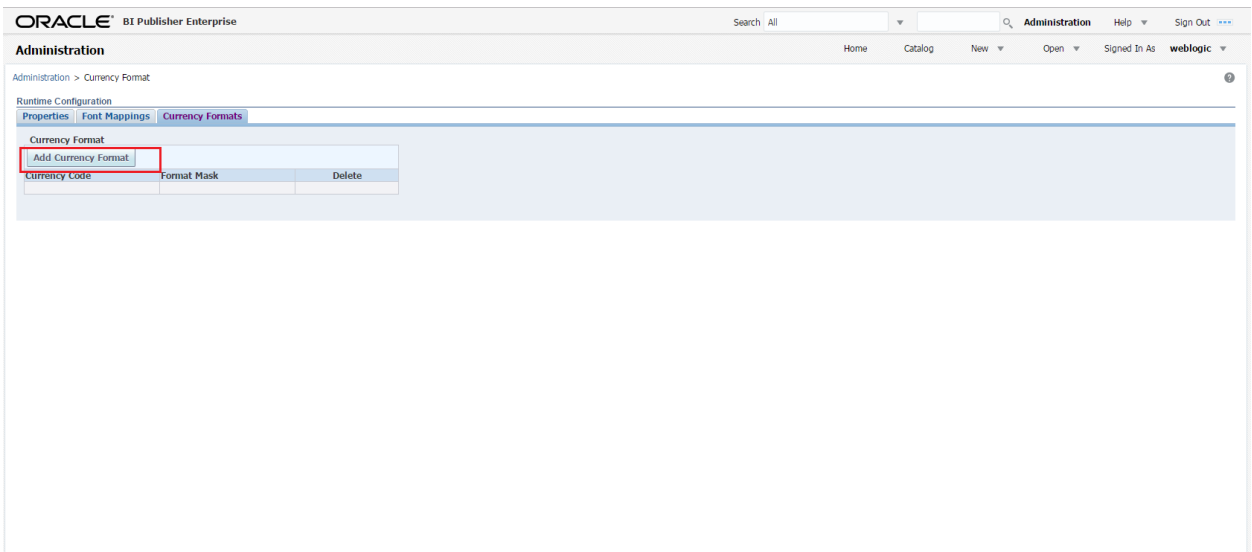 ORACLE® BI Publisher Enterprise Search All Administration Help Sign Out
Administration Home Catalog New Open Signed In As weblogic
Administration > Currency Format
Runtime Configuration
Properties Font Mappings Currency Formats
Currency Format
Add Currency Format
Currency Code Format Mask Delete